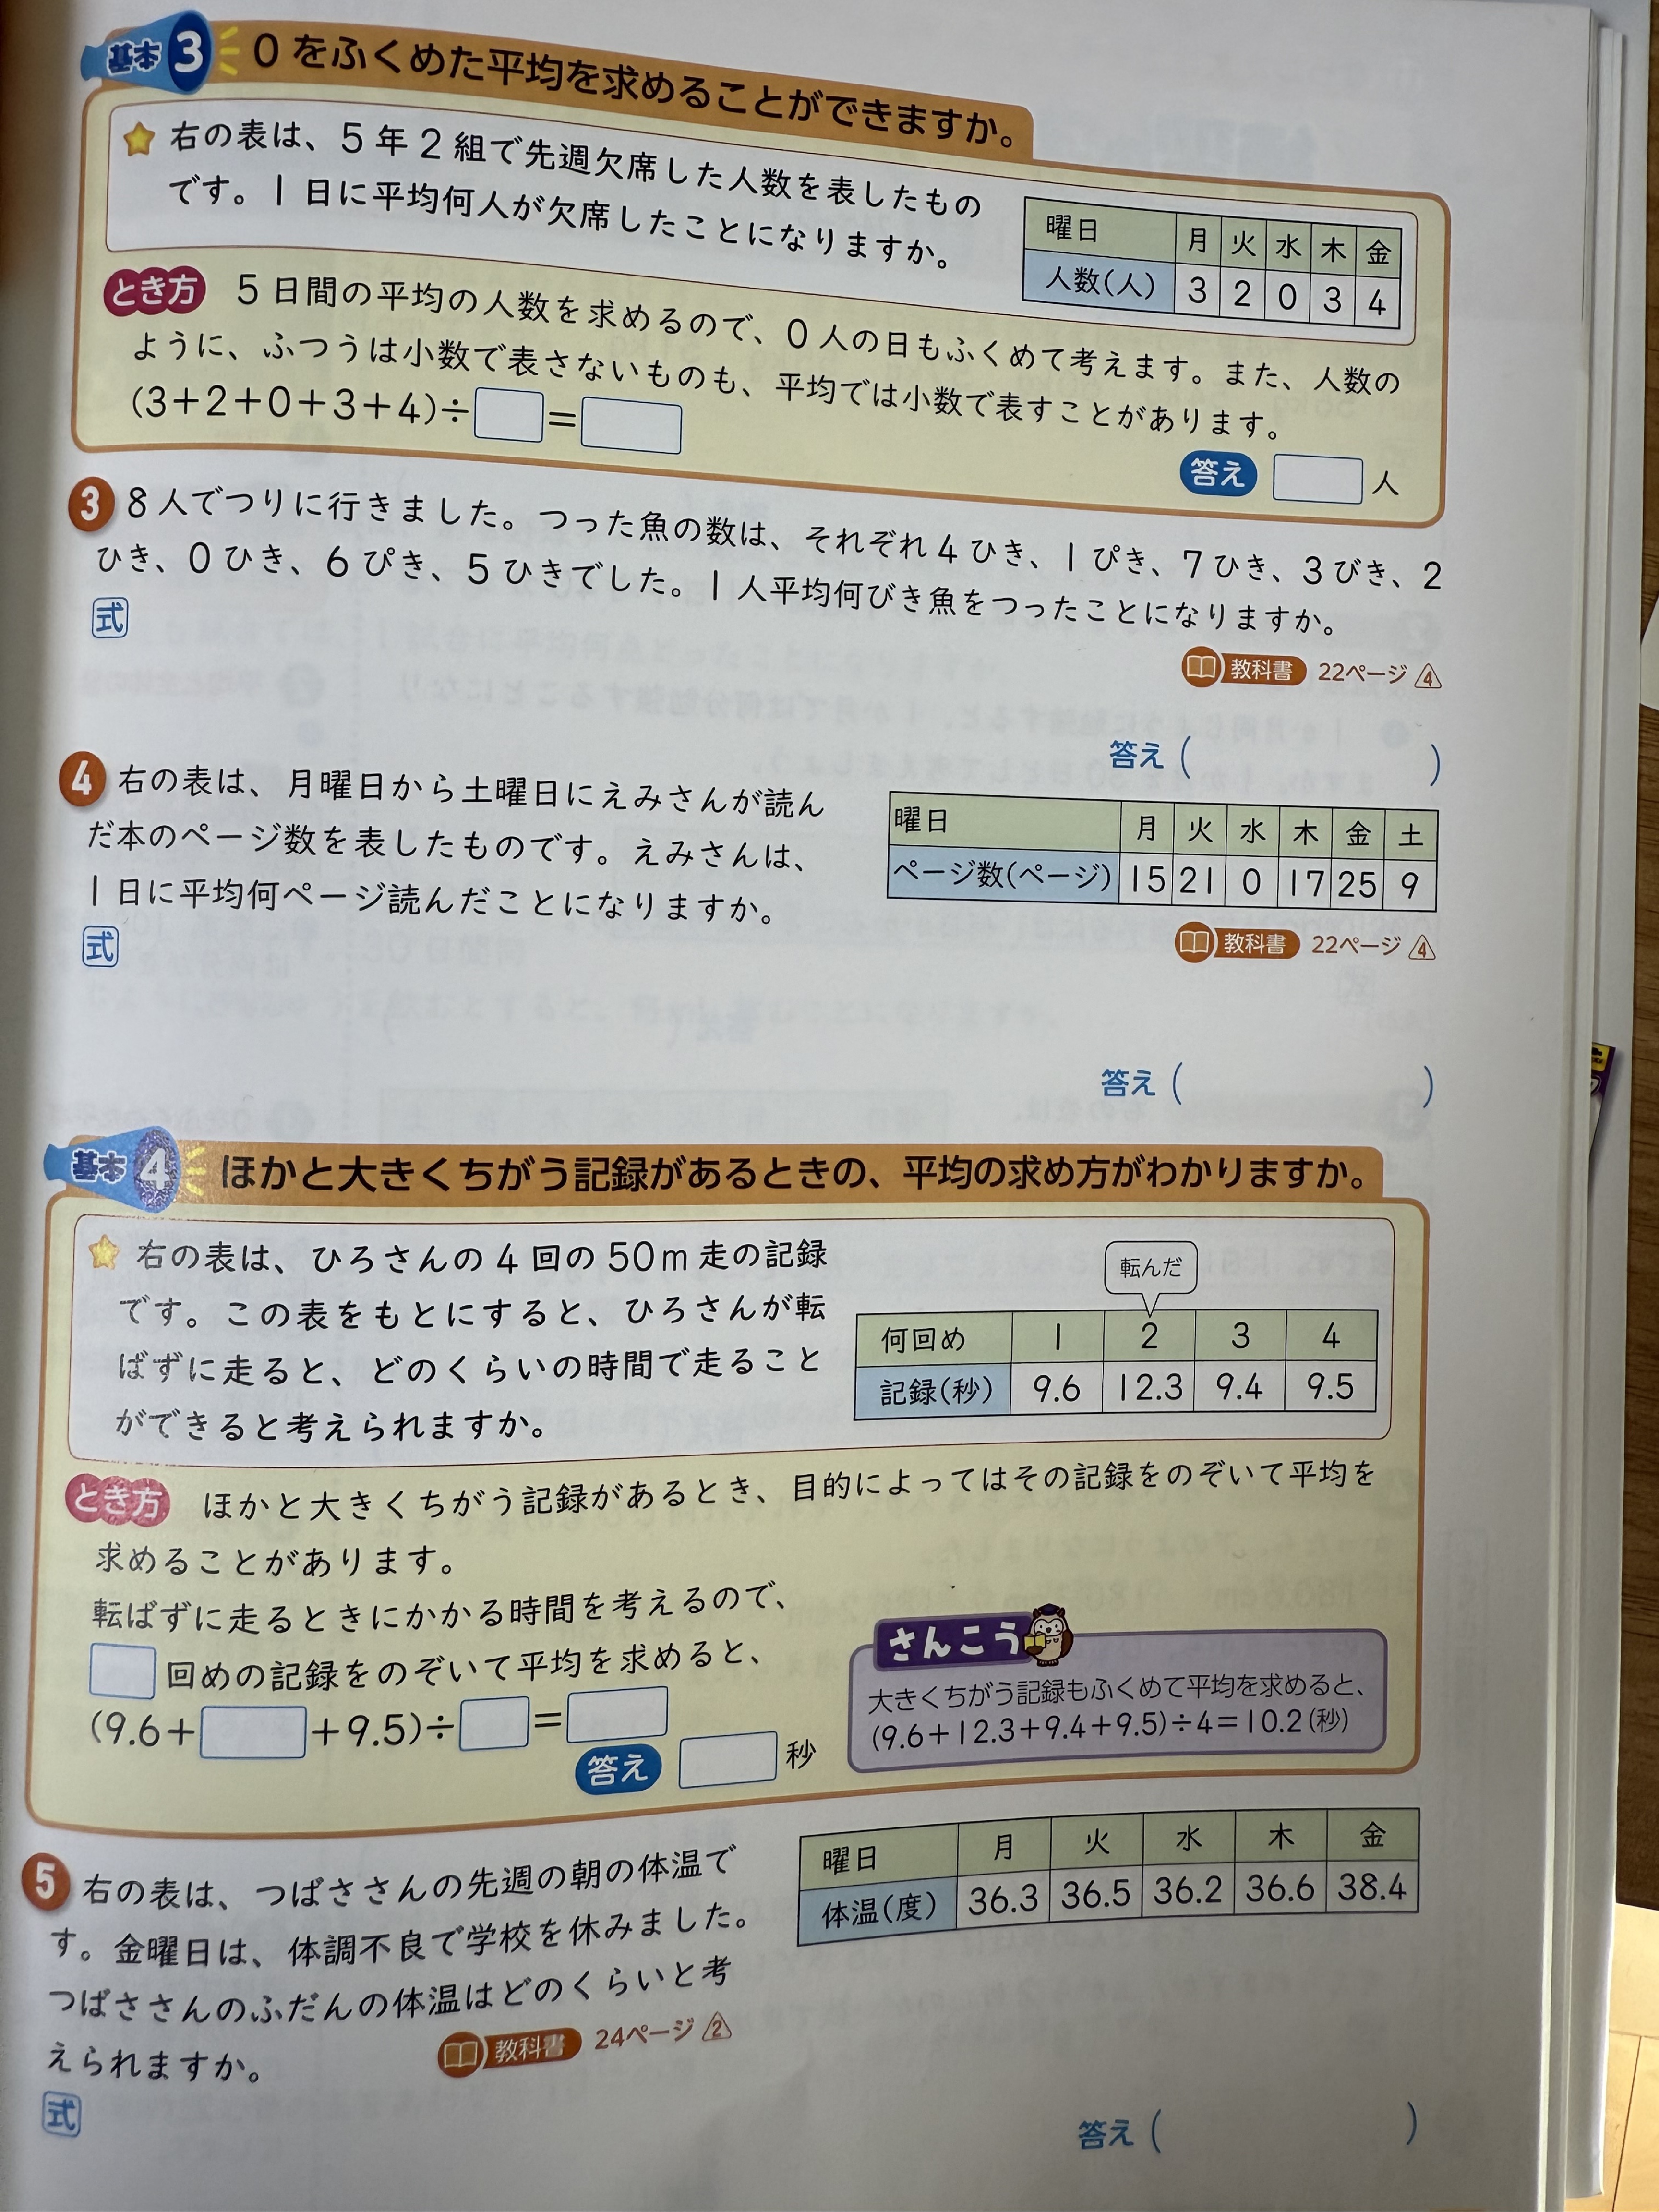 基本 3 0をふくめた平均を求めることができますか。
右の表は、5年2組で先週欠席した人数を表したもの
です。1日に平均何人が欠席したことになりますか。
曜日 月 火 水 木 金
人数(人) 3 2 0 3 4
とき方 5日間の平均の人数を求めるので、0人の日もふくめて考えます。また、人数の
ように、ふつうは小数で表さないものも、平均では小数で表すことがあります。
(3+2+0+3+4)÷ =
答え 人
3 8人でつりに行きました。つった魚の数は、それぞれ4ひき、1ぴき、7ひき、3びき、2
ひき、0ひき、6ぴき、5ひきでした。1人平均何びき魚をつったことになりますか。
式
教科書 22ページ 4
答え ( )
4 右の表は、月曜日から土曜日にえみさんが読ん
だ本のページ数を表したものです。えみさんは、
1日に平均何ページ読んだことになりますか。
曜日 月 火 水 木 金 土
ページ数(ページ) 15 21 0 17 25 9
教科書 22ページ 4
式
答え ( )
基本 4 ほかと大きくちがう記録があるときの、平均の求め方がわかりますか。
右の表は、ひろさんの4回の50m走の記録
です。この表をもとにすると、ひろさんが転
ばずに走ると、どのくらいの時間で走ること
ができると考えられますか。
転んだ
何回め 1 2 3 4
記録(秒) 9.6 12.3 9.4 9.5
とき方 ほかと大きくちがう記録があるとき、目的によってはその記録をのぞいて平均を
求めることがあります。
転ばずに走るときにかかる時間を考えるので、
回めの記録をのぞいて平均を求めると、
(9.6+ +9.5)÷ =
答え 秒
さんこう
大きくちがう記録もふくめて平均を求めると、
(9.6+12.3+9.4+9.5)÷4=10.2(秒)
5 右の表は、つばささんの先週の朝の体温で
す。金曜日は、体調不良で学校を休みました。
つばささんのふだんの体温はどのくらいと考
えられますか。
教科書 24ページ 2
曜日 月 火 水 木 金
体温(度) 36.3 36.5 36.2 36.6 38.4
式
答え ( )